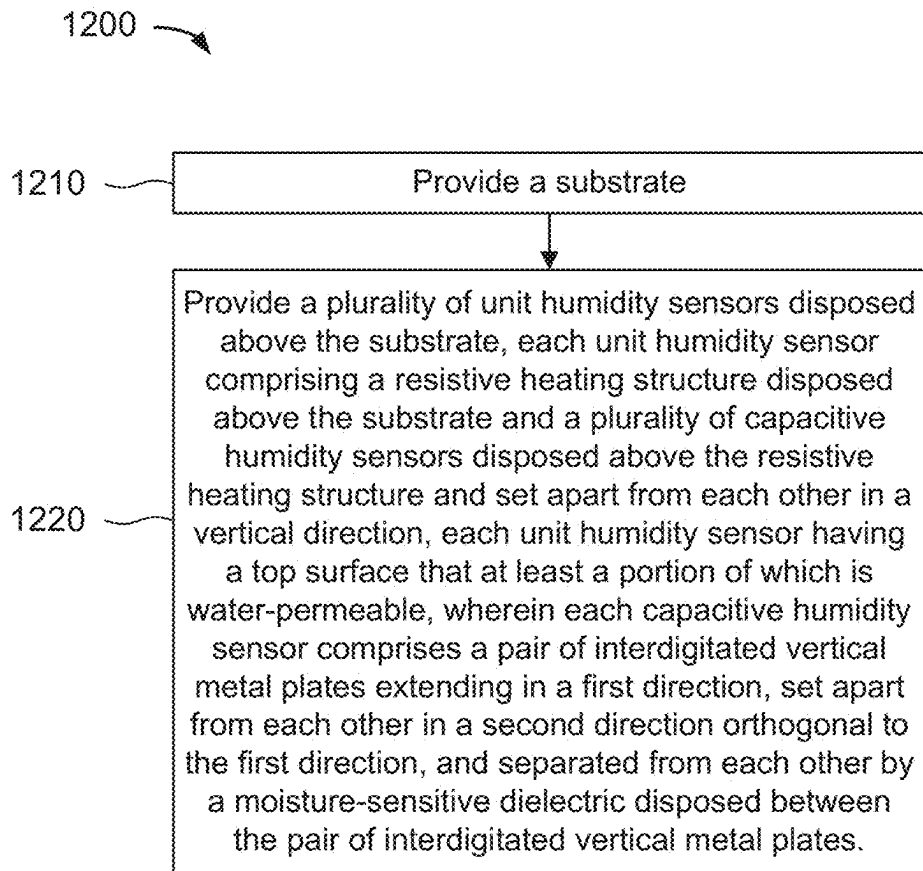 1200
1210
Provide a substrate
1220
Provide a plurality of unit humidity sensors disposed
above the substrate, each unit humidity sensor
comprising a resistive heating structure disposed
above the substrate and a plurality of capacitive
humidity sensors disposed above the resistive
heating structure and set apart from each other in a
vertical direction, each unit humidity sensor having
a top surface that at least a portion of which is
water-permeable, wherein each capacitive humidity
sensor comprises a pair of interdigitated vertical
metal plates extending in a first direction, set apart
from each other in a second direction orthogonal to
the first direction, and separated from each other by
a moisture-sensitive dielectric disposed between
the pair of interdigitated vertical metal plates.